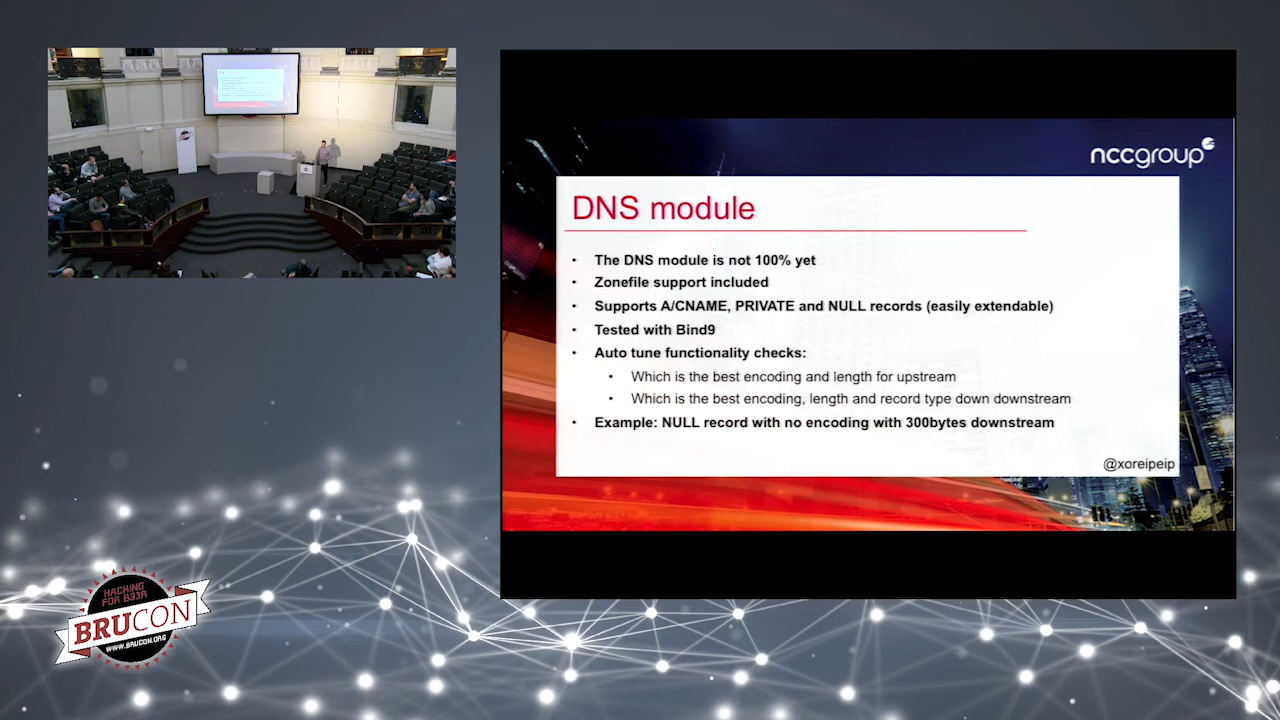 nccgroup
DNS module
• The DNS module is not 100% yet
• Zonefile support included
• Supports A/CNAME, PRIVATE and NULL records (easily extendable)
• Tested with Bind9
• Auto tune functionality checks:
• Which is the best encoding and length for upstream
• Which is the best encoding, length and record type down downstream
• Example: NULL record with no encoding with 300bytes downstream
@xoreipeip
HACKING
FOR B33R
BRUCON
WWW.BRUCON.ORG